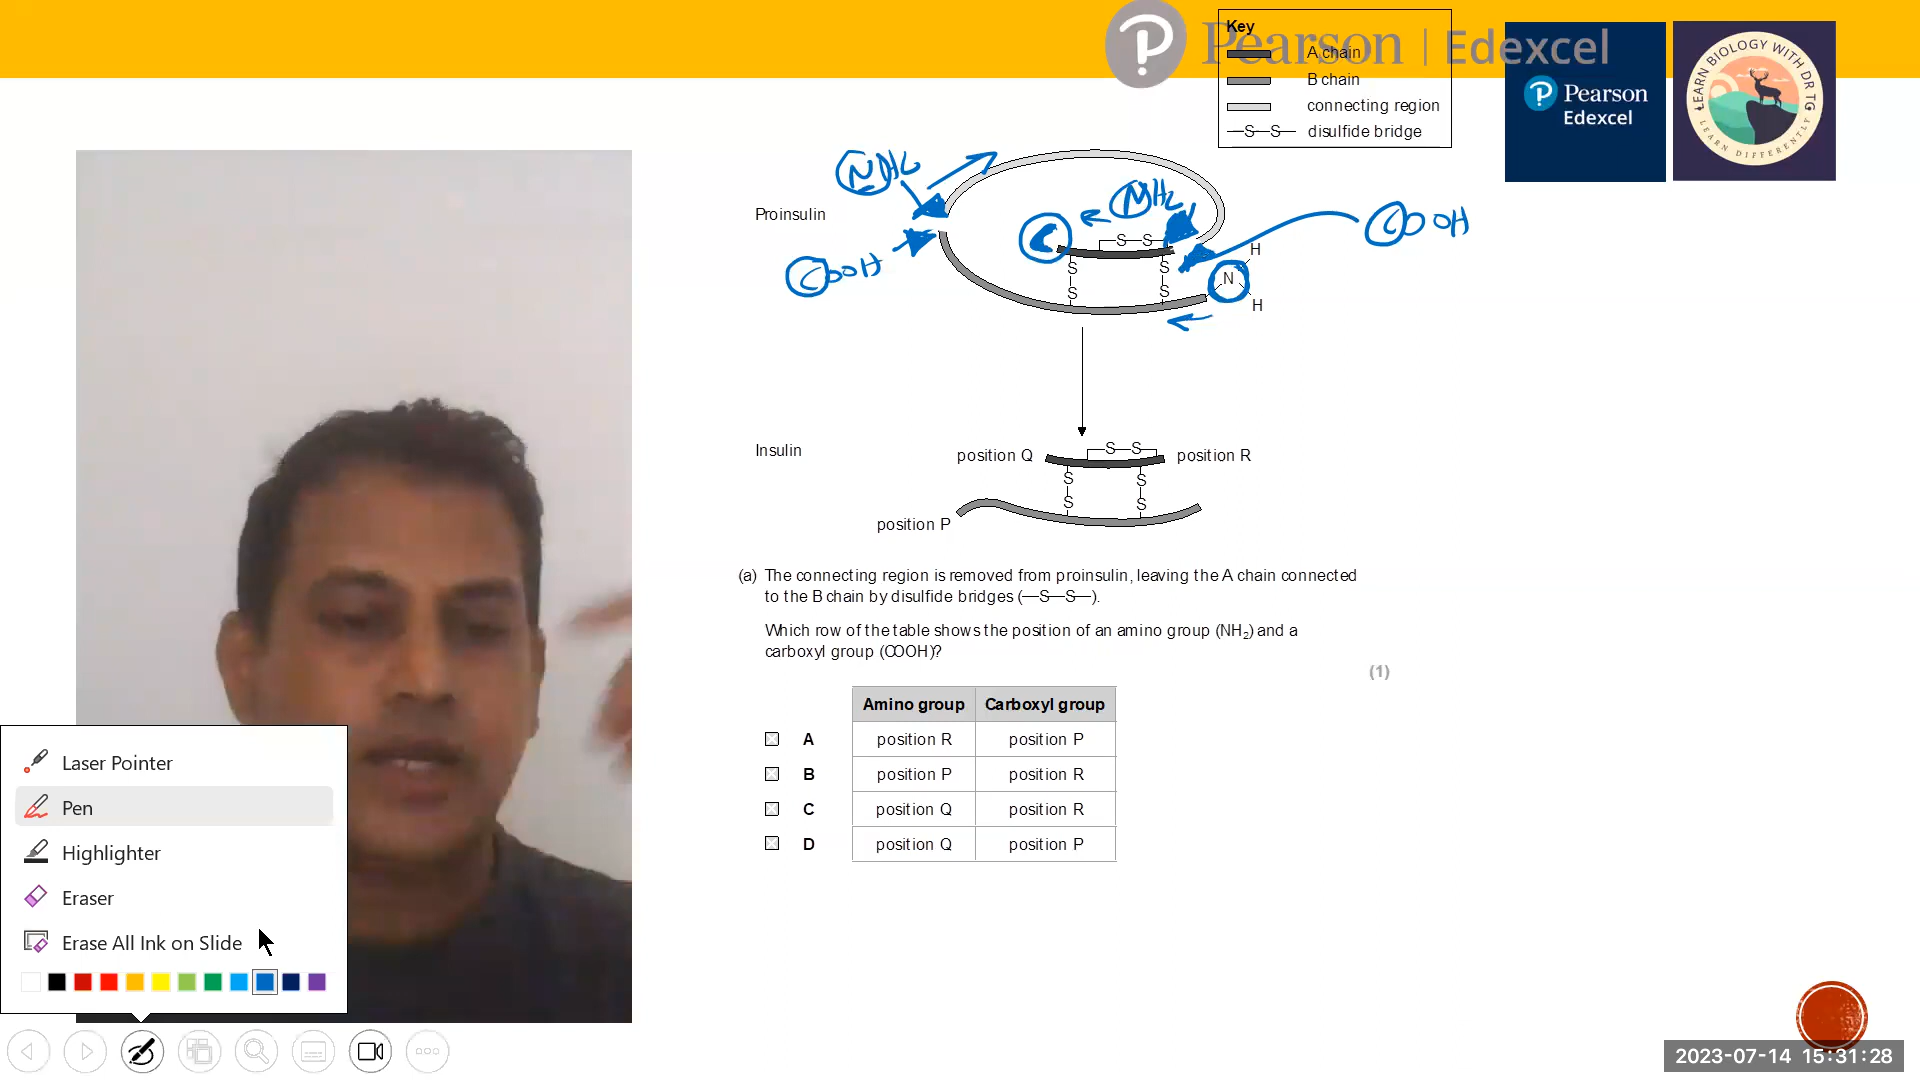 Pearson | Edexcel
Key
A chain
B chain
connecting region
—S—S— disulfide bridge
Pearson
Edexcel
LEARN BIOLOGY WITH DR TG
LEARN DIFFERENTLY
NH2
Proinsulin
COOH
C
NH2
COOH
S S
S S
S S
H
N
H
Insulin
position Q
S S
position R
S S
S S
position P
(a) The connecting region is removed from proinsulin, leaving the A chain connected
to the B chain by disulfide bridges (—S—S—).
Which row of the table shows the position of an amino group (NH₂) and a
carboxyl group (COOH)?
(1)
Amino group Carboxyl group
A position R position P
B position P position R
C position Q position R
D position Q position P
Laser Pointer
Pen
Highlighter
Eraser
Erase All Ink on Slide
2023-07-14 15:31:28